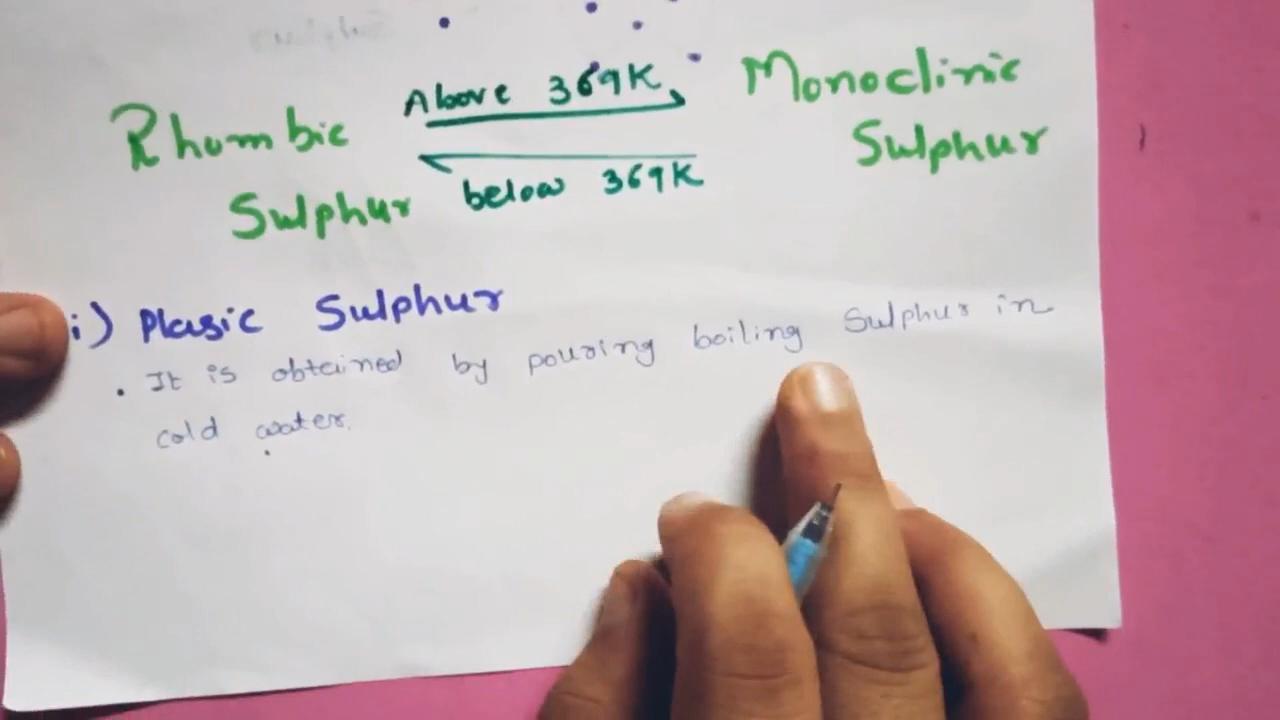 Above 369K
Monoclinic
Rhombic
Sulphur
Sulphur
below 369K
i) Plasic Sulphur
. It is obtained by pouring boiling Sulphur in
cold water.